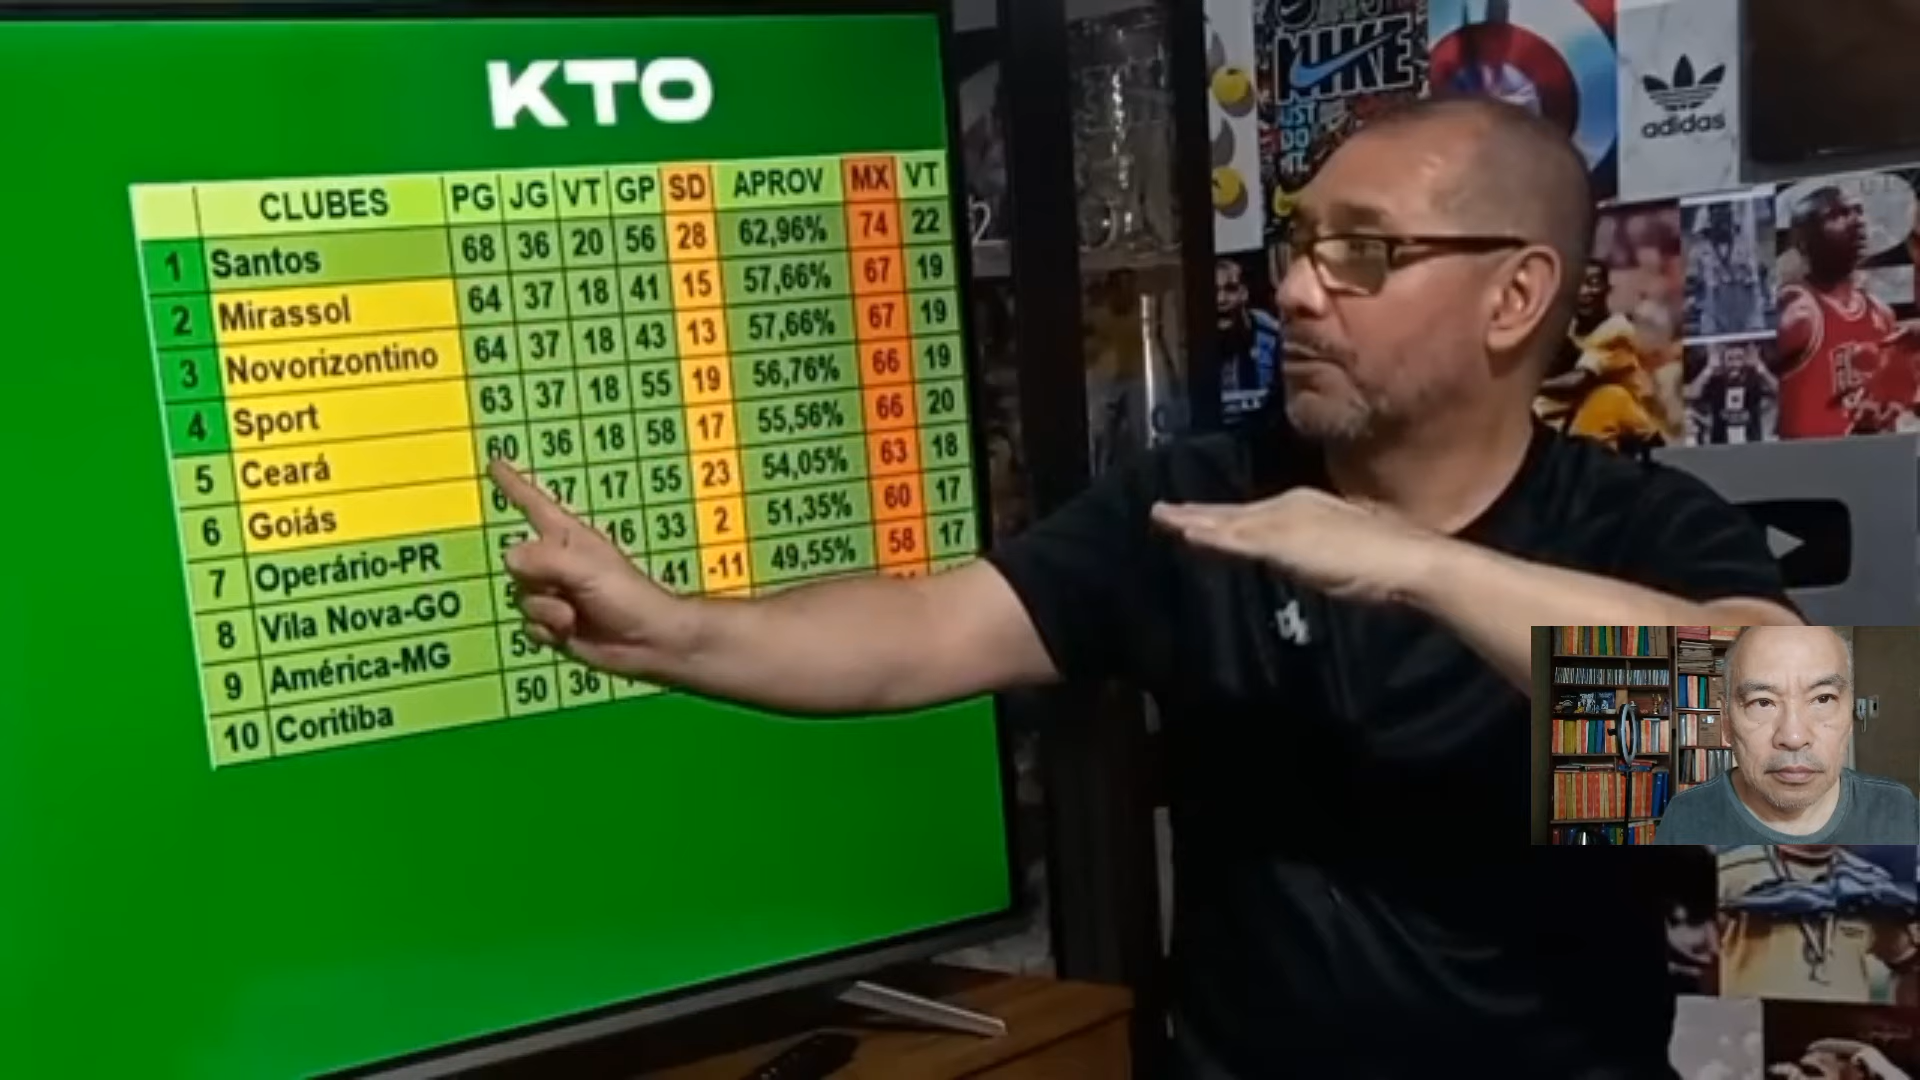 KTO
CLUBES PG JG VT GP SD APROV MX VT
1 Santos 68 36 20 56 28 62,96% 74 22
2 Mirassol 64 37 18 41 15 57,66% 67 19
3 Novorizontino 64 37 18 43 13 57,66% 67 19
4 Sport 63 37 18 55 19 56,76% 66 19
5 Ceará 60 36 18 58 17 55,56% 66 20
6 Goiás 37 17 55 23 54,05% 63 18
7 Operário-PR 16 33 2 51,35% 60 17
8 Vila Nova-GO 41 -11 49,55% 58 17
9 América-MG
10 Coritiba 50 36
NIKE
JUST
DO
IT.
adidas